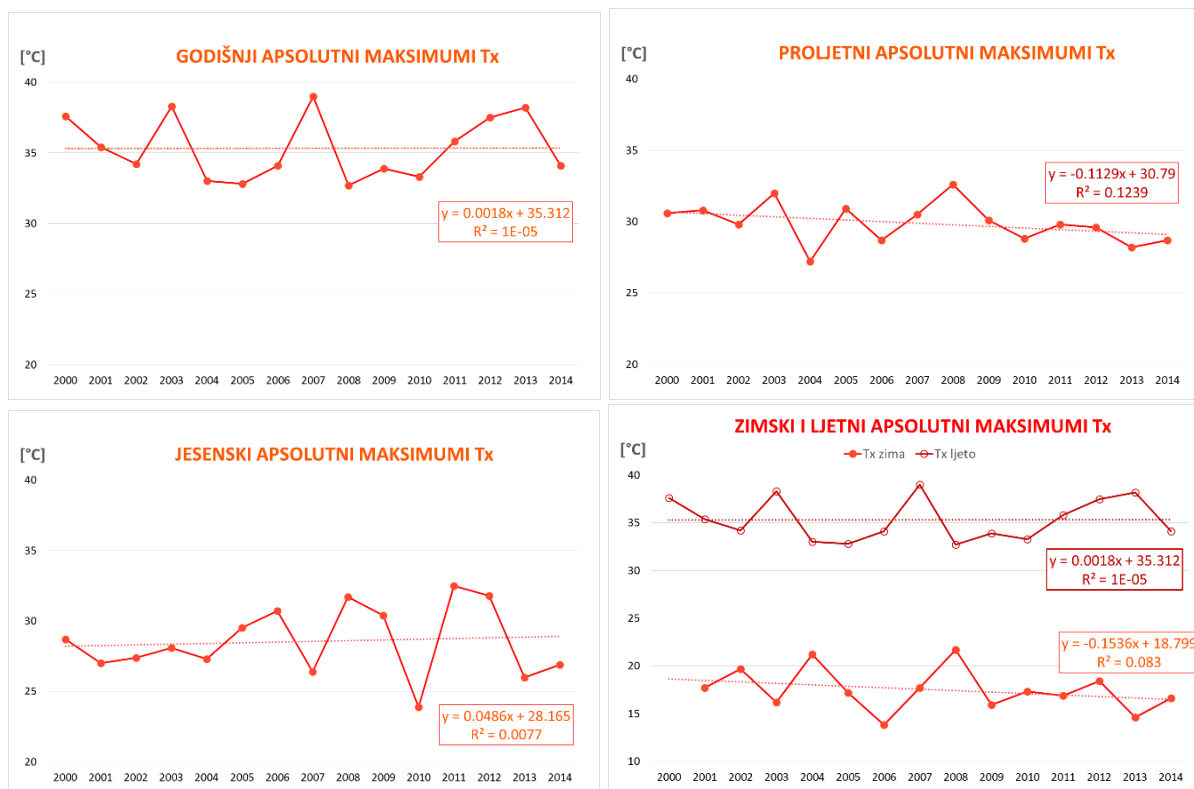 GODIŠNJI APSOLUTNI MAKSIMUMI Tx
[°C]
40
35
30
25
20
y = 0.0018x + 35.312
R² = 1E-05
2000 2001 2002 2003 2004 2005 2006 2007 2008 2009 2010 2011 2012 2013 2014
PROLJETNI APSOLUTNI MAKSIMUMI Tx
[°C]
40
35
30
25
20
y = -0.1129x + 30.79
R² = 0.1239
2000 2001 2002 2003 2004 2005 2006 2007 2008 2009 2010 2011 2012 2013 2014
JESENSKI APSOLUTNI MAKSIMUMI Tx
[°C]
40
35
30
25
20
y = 0.0486x + 28.165
R² = 0.0077
2000 2001 2002 2003 2004 2005 2006 2007 2008 2009 2010 2011 2012 2013 2014
ZIMSKI I LJETNI APSOLUTNI MAKSIMUMI Tx
[°C]
Tx zima Tx ljeto
40
35
30
25
20
15
10
y = 0.0018x + 35.312
R² = 1E-05
y = -0.1536x + 18.799
R² = 0.083
2000 2001 2002 2003 2004 2005 2006 2007 2008 2009 2010 2011 2012 2013 2014